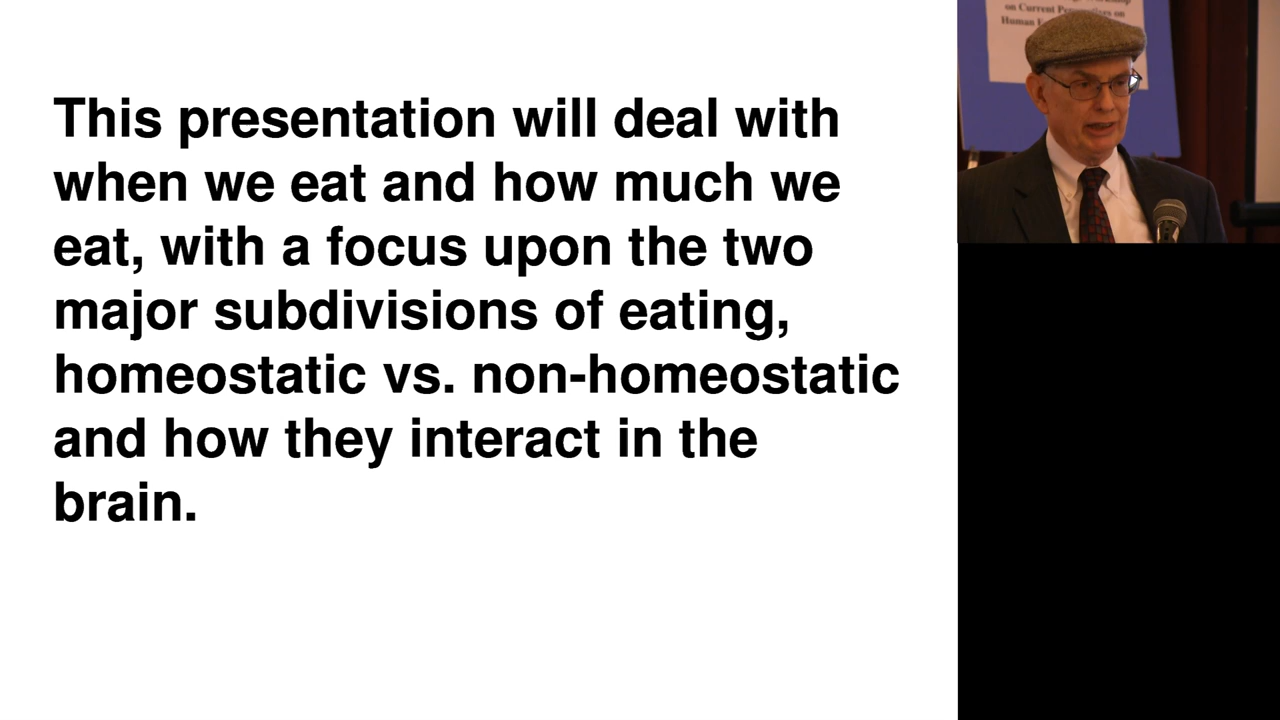 This presentation will deal with
when we eat and how much we
eat, with a focus upon the two
major subdivisions of eating,
homeostatic vs. non-homeostatic
and how they interact in the
brain.
on Current
on
Human